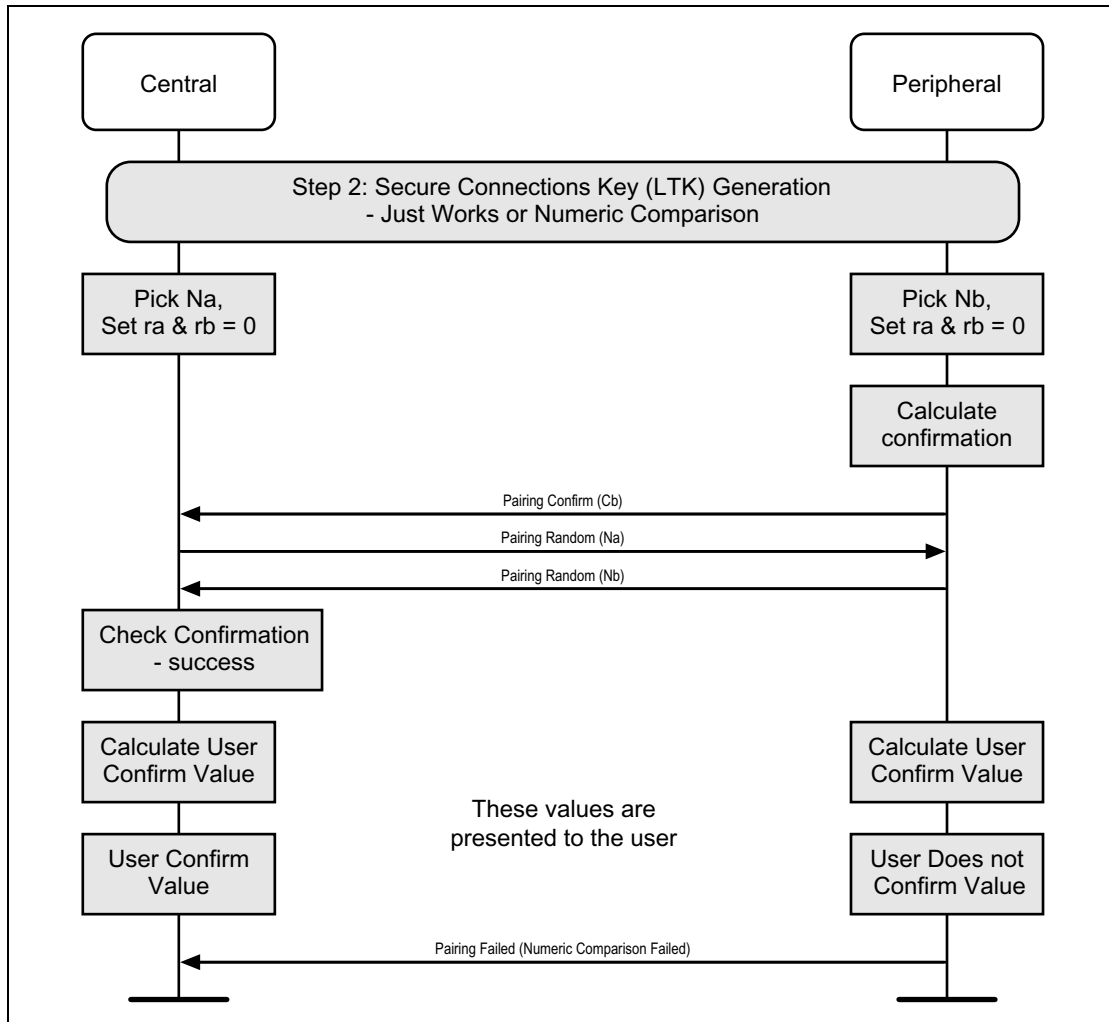 Central
Peripheral
Step 2: Secure Connections Key (LTK) Generation
- Just Works or Numeric Comparison
Pick Na,
Set ra & rb = 0
Pick Nb,
Set ra & rb = 0
Calculate
confirmation
Pairing Confirm (Cb)
Pairing Random (Na)
Pairing Random (Nb)
Check Confirmation
- success
Calculate User
Confirm Value
Calculate User
Confirm Value
These values are
presented to the user
User Confirm
Value
User Does not
Confirm Value
Pairing Failed (Numeric Comparison Failed)